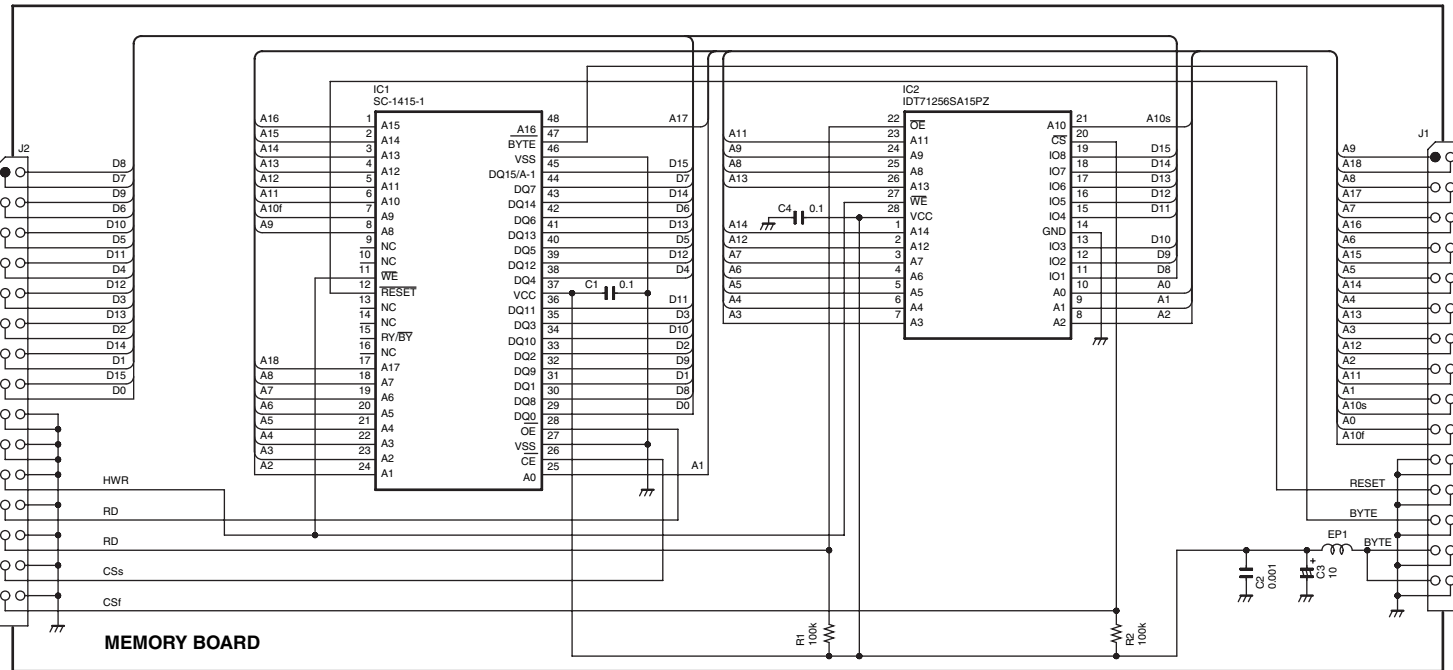 IC1
SC-1415-1
IC2
IDT71256SA15PZ
J2
D8
D7
D9
D6
D10
D5
D11
D4
D12
D3
D13
D2
D14
D1
D15
D0
HWR
RD
RD
CSs
CSf
MEMORY BOARD
A16 1 A15
A15 2 A14
A14 3 A13
A13 4 A12
A12 5 A11
A11 6 A10
A10f 7 A9
A9 8 A8
9 NC
10 NC
11 WE
12 RESET
13 NC
14 NC
15 RY/BY
16 NC
A18 17 A17
A8 18 A7
A7 19 A6
A6 20 A5
A5 21 A4
A4 22 A3
A3 23 A2
A2 24 A1
A16 48 A17
BYTE 47
VSS 46
DQ15/A-1 45 D15
DQ7 44 D7
DQ14 43 D14
DQ6 42 D6
DQ13 41 D13
DQ5 40 D5
DQ12 39 D12
DQ4 38 D4
VCC 37
C1 0.1
DQ11 36 D11
DQ3 35 D3
DQ10 34 D10
DQ2 33 D2
DQ9 32 D9
DQ1 31 D1
DQ8 30 D8
DQ0 29 D0
OE 28
VSS 27
CE 26
A0 25 A1
22 OE
A11 23 A11
A9 24 A9
A8 25 A8
A13 26 A13
27 WE
C4 0.1
28 VCC
A14 1 A14
A12 2 A12
A7 3 A7
A6 4 A6
A5 5 A5
A4 6 A4
A3 7 A3
A10 21 A10s
CS 20
IO8 19 D15
IO7 18 D14
IO6 17 D13
IO5 16 D12
IO4 15 D11
GND 14
IO3 13 D10
IO2 12 D9
IO1 11 D8
A0 10 A0
A1 9 A1
A2 8 A2
R1
100k
R2
100k
C2
0.001
+
C3
10
EP1
J1
A9
A18
A8
A17
A7
A16
A6
A15
A5
A14
A4
A13
A3
A12
A2
A11
A1
A10s
A0
A10f
RESET
BYTE
BYTE